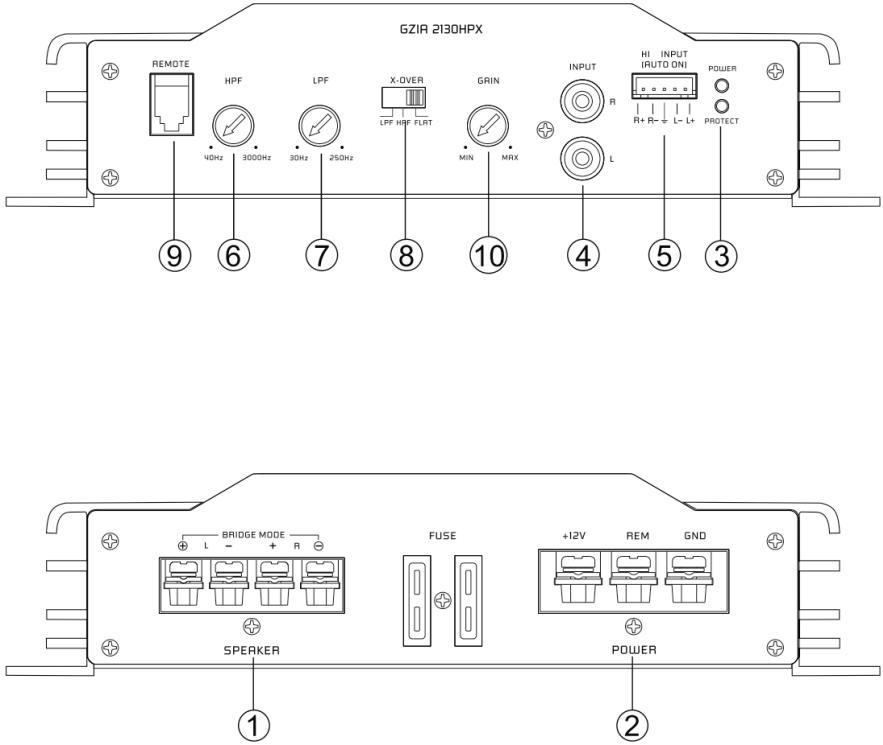 GZIA 2130HPX
REMOTE
HPF
LPF
X-OVER
GAIN
INPUT
HI INPUT
(AUTO ON)
POWER
R
R+ R- ⏚ L- L+
PROTECT
LPF HPF FLAT
40Hz 3000Hz
30Hz 250Hz
MIN MAX
L
9 6 7 8 10 4 5 3
BRIDGE MODE
⊕ L - + R ⊖
FUSE
+12V REM GND
SPEAKER
POWER
1 2